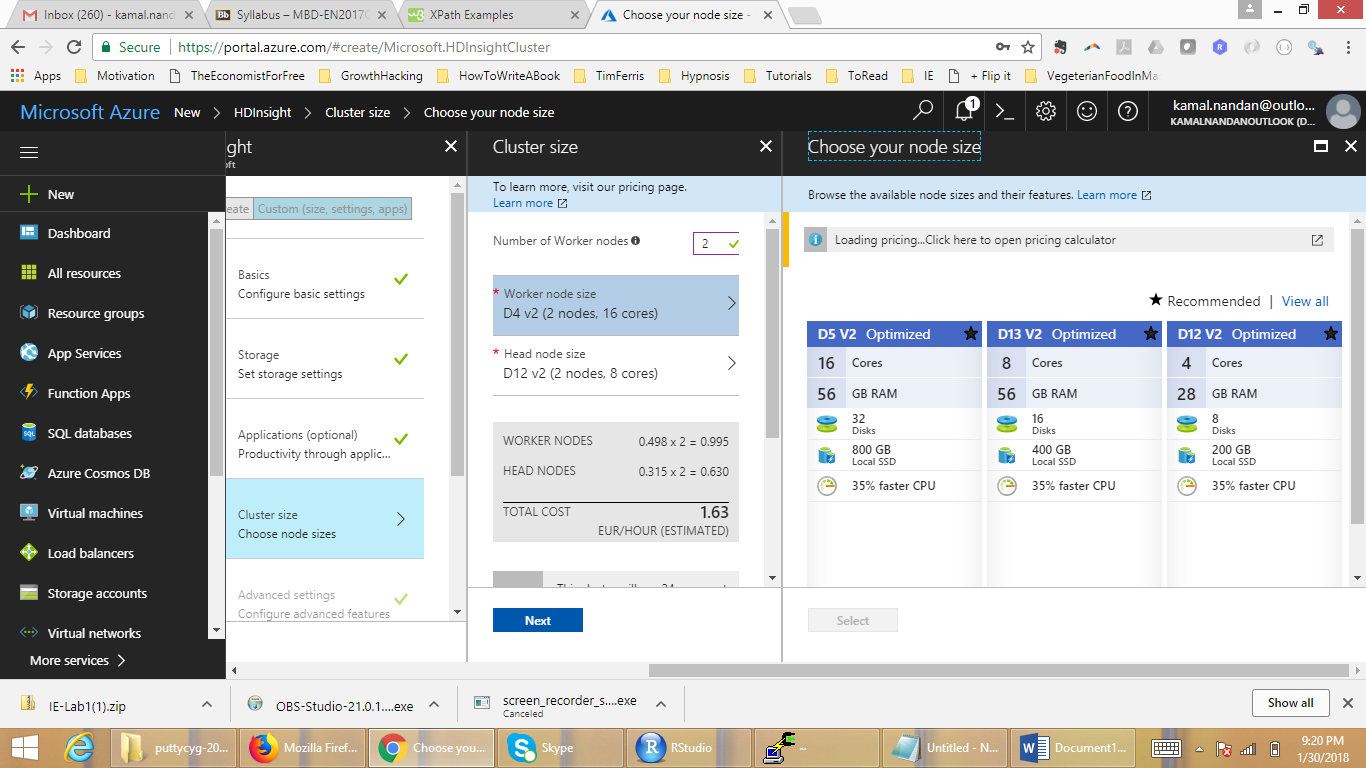 Inbox (260) - kamal.nand
Syllabus – MBD-EN2017O
XPath Examples
Choose your node size -
Secure
https://portal.azure.com/#create/Microsoft.HDInsightCluster
Apps
Motivation
TheEconomistForFree
GrowthHacking
HowToWriteABook
TimFerris
Hypnosis
Tutorials
ToRead
IE
+ Flip it
VegeterianFoodInMa
Microsoft Azure
New
HDInsight
Cluster size
Choose your node size
1
kamal.nandan@outlo...
KAMALNANDANOUTLOOK (D...
New
Dashboard
All resources
Resource groups
App Services
Function Apps
SQL databases
Azure Cosmos DB
Virtual machines
Load balancers
Storage accounts
Virtual networks
More services
ght
oft
eate
Custom (size, settings, apps)
Basics
Configure basic settings
Storage
Set storage settings
Applications (optional)
Productivity through applic...
Cluster size
Choose node sizes
Advanced settings
Configure advanced features
Cluster size
To learn more, visit our pricing page.
Learn more
Number of Worker nodes
2
* Worker node size
D4 v2 (2 nodes, 16 cores)
* Head node size
D12 v2 (2 nodes, 8 cores)
WORKER NODES 0.498 x 2 = 0.995
HEAD NODES 0.315 x 2 = 0.630
TOTAL COST 1.63
EUR/HOUR (ESTIMATED)
Next
Choose your node size
Browse the available node sizes and their features. Learn more
Loading pricing...Click here to open pricing calculator
★ Recommended | View all
D5 V2 Optimized
16 Cores
56 GB RAM
32
Disks
800 GB
Local SSD
35% faster CPU
D13 V2 Optimized
8 Cores
56 GB RAM
16
Disks
400 GB
Local SSD
35% faster CPU
D12 V2 Optimized
4 Cores
28 GB RAM
8
Disks
200 GB
Local SSD
35% faster CPU
Select
IE-Lab1(1).zip
OBS-Studio-21.0.1....exe
screen_recorder_s....exe
Canceled
Show all
puttycyg-20...
Mozilla Firef...
Choose you...
Skype
RStudio
~
Untitled - N...
Document1...
9:20 PM
1/30/2018